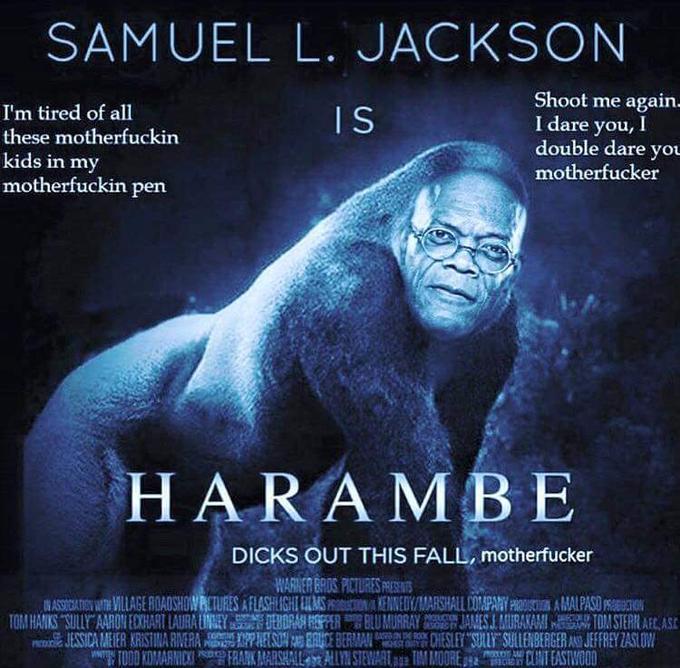 SAMUEL L. JACKSON
IS
I'm tired of all
these motherfuckin
kids in my
motherfuckin pen
Shoot me again.
I dare you, I
double dare you
motherfucker
HARAMBE
DICKS OUT THIS FALL, motherfucker
WARNER BROS. PICTURES PRESENTS
IN ASSOCIATION WITH VILLAGE ROADSHOW PICTURES A FLASHLIGHT FILMS PRODUCTION A KENNEDY/MARSHALL COMPANY PRODUCTION A MALPASO PRODUCTION
TOM HANKS "SULLY" AARON ECKHART LAURA LINNEY DEBORAH HOPPER BLU MURRAY JAMES J. MURAKAMI TOM STERN AFC, ASC
JESSICA MEIER KRISTINA RIVERA KIPP NELSON AND BRUCE BERMAN CHESLEY "SULLY" SULLENBERGER AND JEFFREY ZASLOW
TODD KOMARNICKI FRANK MARSHALL ALLYN STEWART TIM MOORE CLINT EASTWOOD